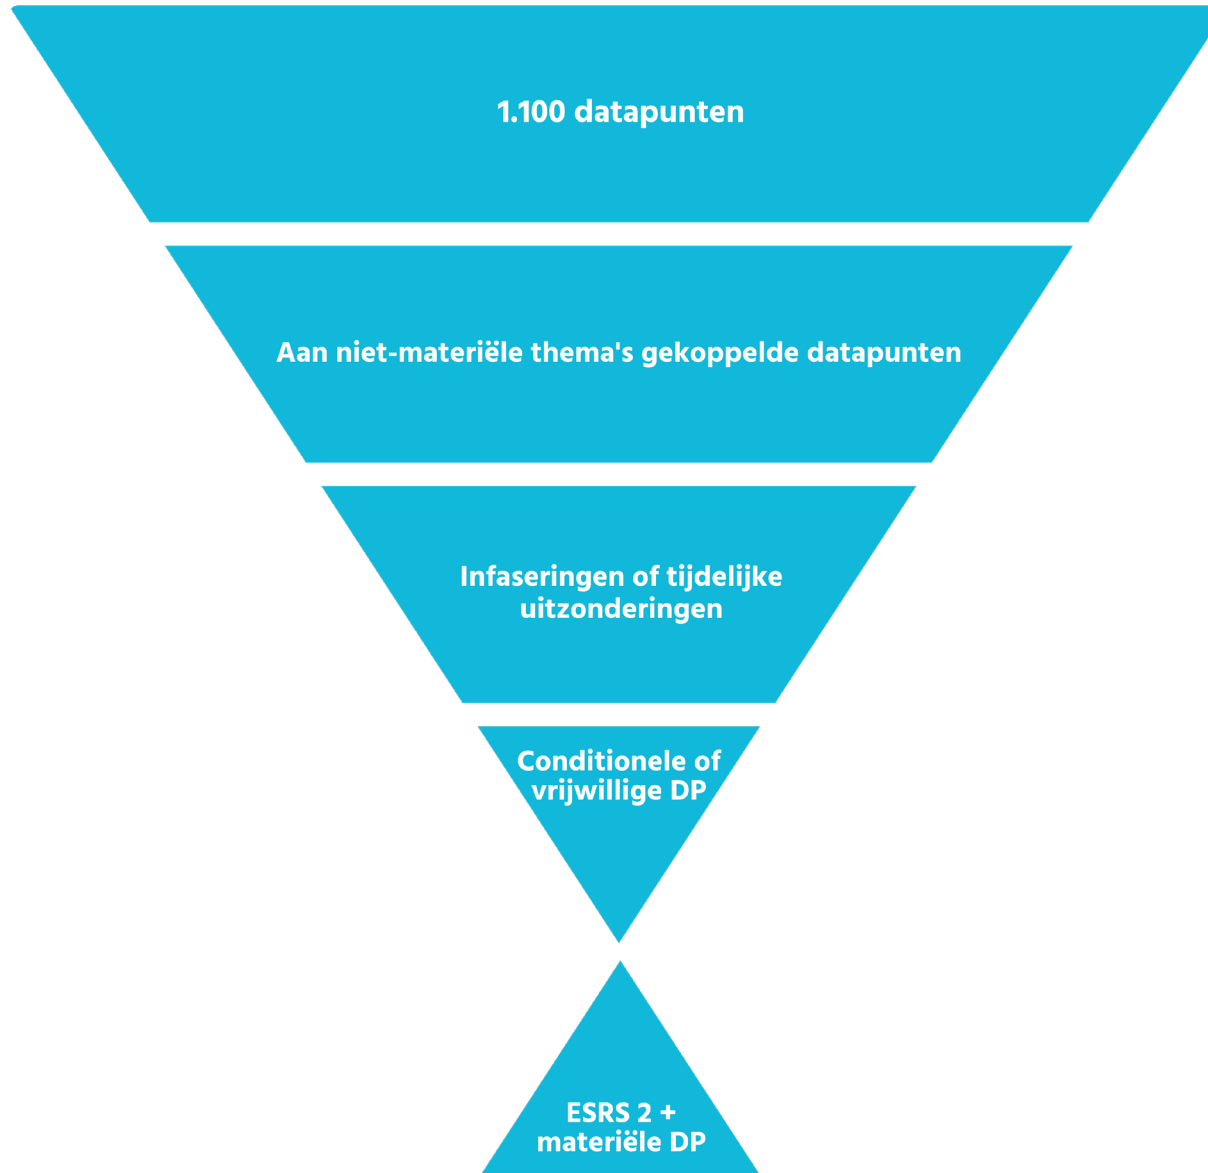 1.100 datapunten
Aan niet-materiële thema's gekoppelde datapunten
Infaseringen of tijdelijke
uitzonderingen
Conditionele of
vrijwillige DP
ESRS 2 +
materiële DP